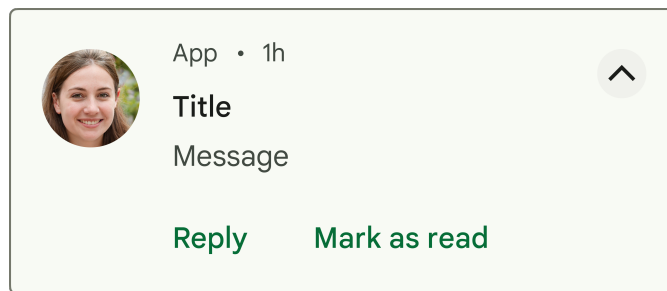 App • 1h
Title
Message
Reply Mark as read